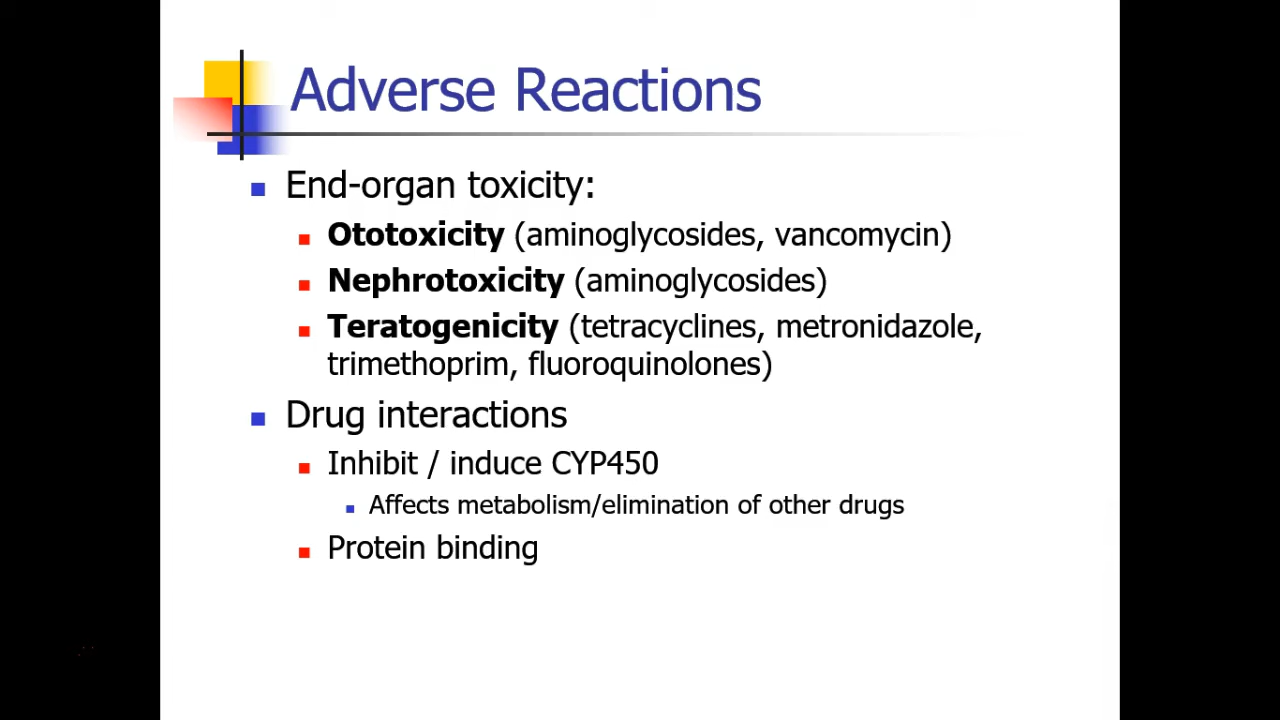 Adverse Reactions
End-organ toxicity:
Ototoxicity (aminoglycosides, vancomycin)
Nephrotoxicity (aminoglycosides)
Teratogenicity (tetracyclines, metronidazole,
trimethoprim, fluoroquinolones)
Drug interactions
Inhibit / induce CYP450
Affects metabolism/elimination of other drugs
Protein binding